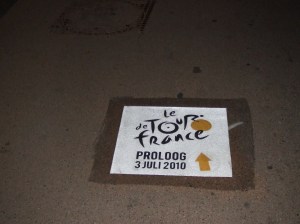 le
de TOUR
france
PROLOOG
3 JULI 2010